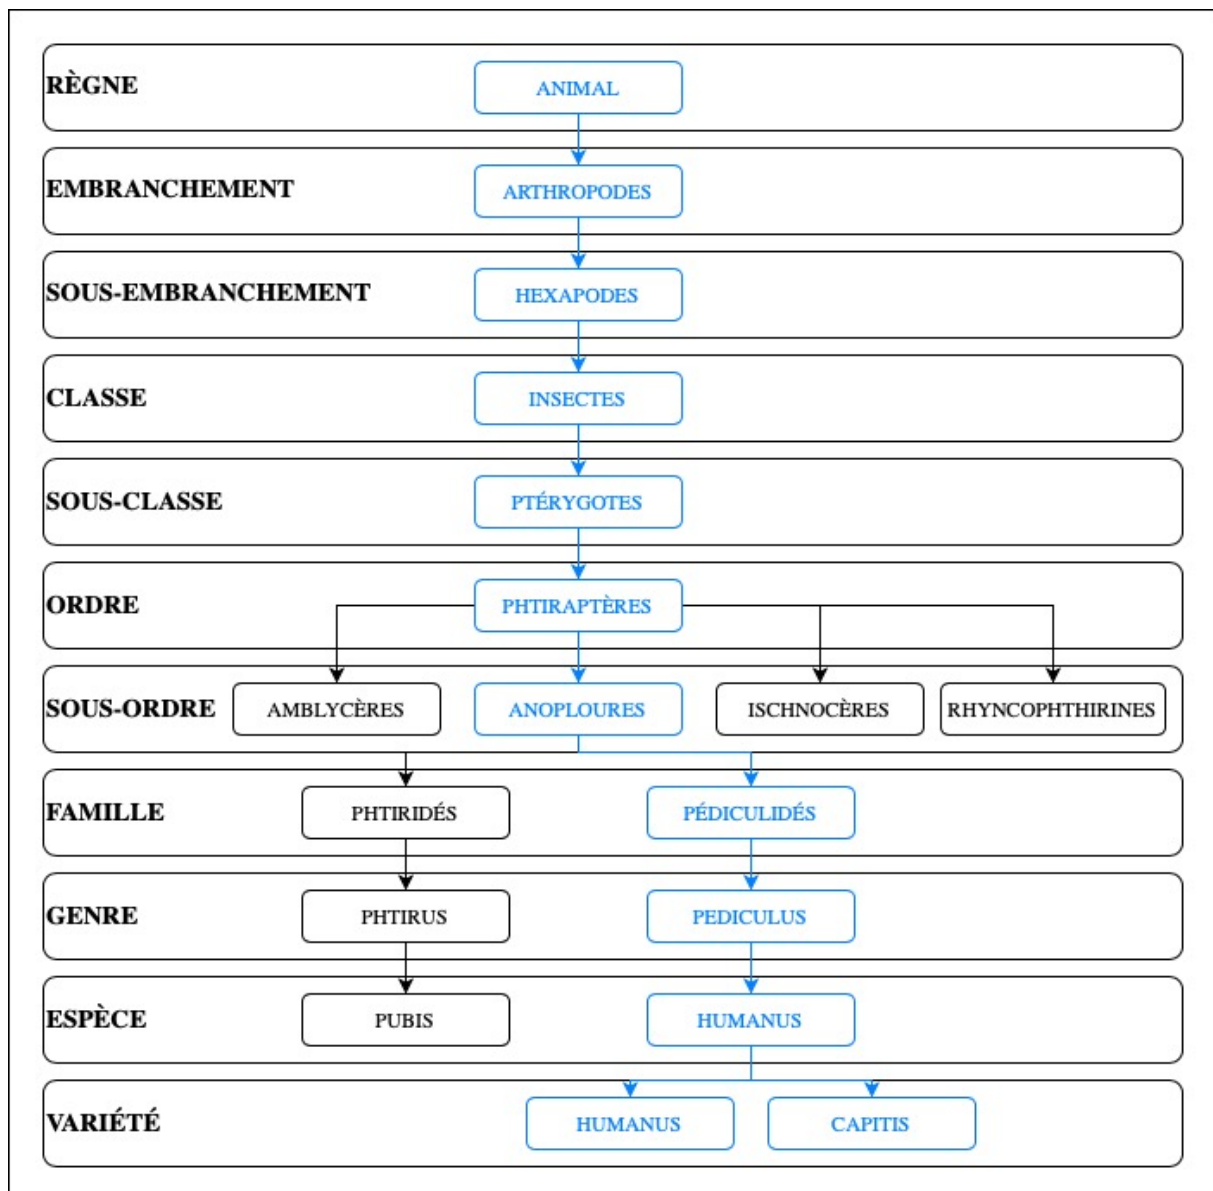 RÈGNE
ANIMAL
EMBRANCHEMENT
ARTHROPODES
SOUS-EMBRANCHEMENT
HEXAPODES
CLASSE
INSECTES
SOUS-CLASSE
PTÉRYGOTES
ORDRE
PHTIRAPTÈRES
SOUS-ORDRE
AMBLYCÈRES
ANOPLOURES
ISCHNOCÈRES
RHYNCOPHTHIRINES
FAMILLE
PHTIRIDÉS
PÉDICULIDÉS
GENRE
PHTIRUS
PEDICULUS
ESPÈCE
PUBIS
HUMANUS
VARIÉTÉ
HUMANUS
CAPITIS